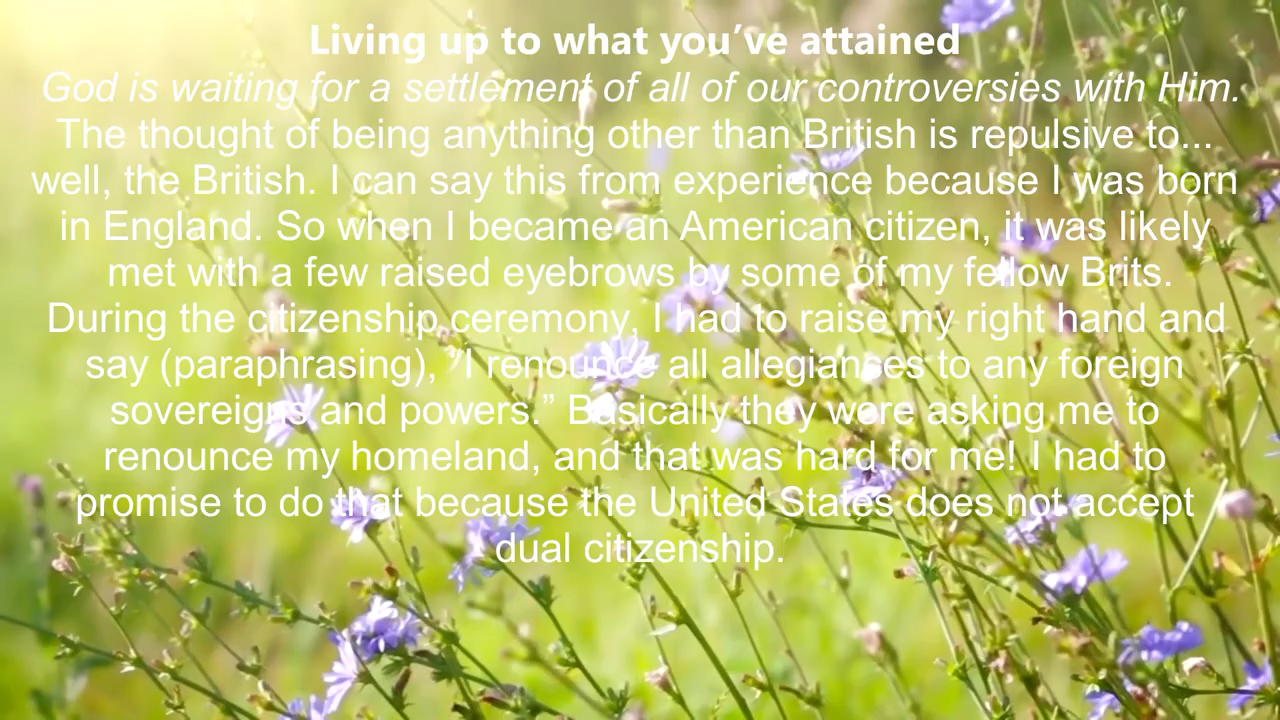 Living up to what you’ve attained
God is waiting for a settlement of all of our controversies with Him.
The thought of being anything other than British is repulsive to...
well, the British. I can say this from experience because I was born
in England. So when I became an American citizen, it was likely
met with a few raised eyebrows by some of my fellow Brits.
During the citizenship ceremony, I had to raise my right hand and
say (paraphrasing), “I renounce all allegiances to any foreign
sovereigns and powers.” Basically they were asking me to
renounce my homeland, and that was hard for me! I had to
promise to do that because the United States does not accept
dual citizenship.